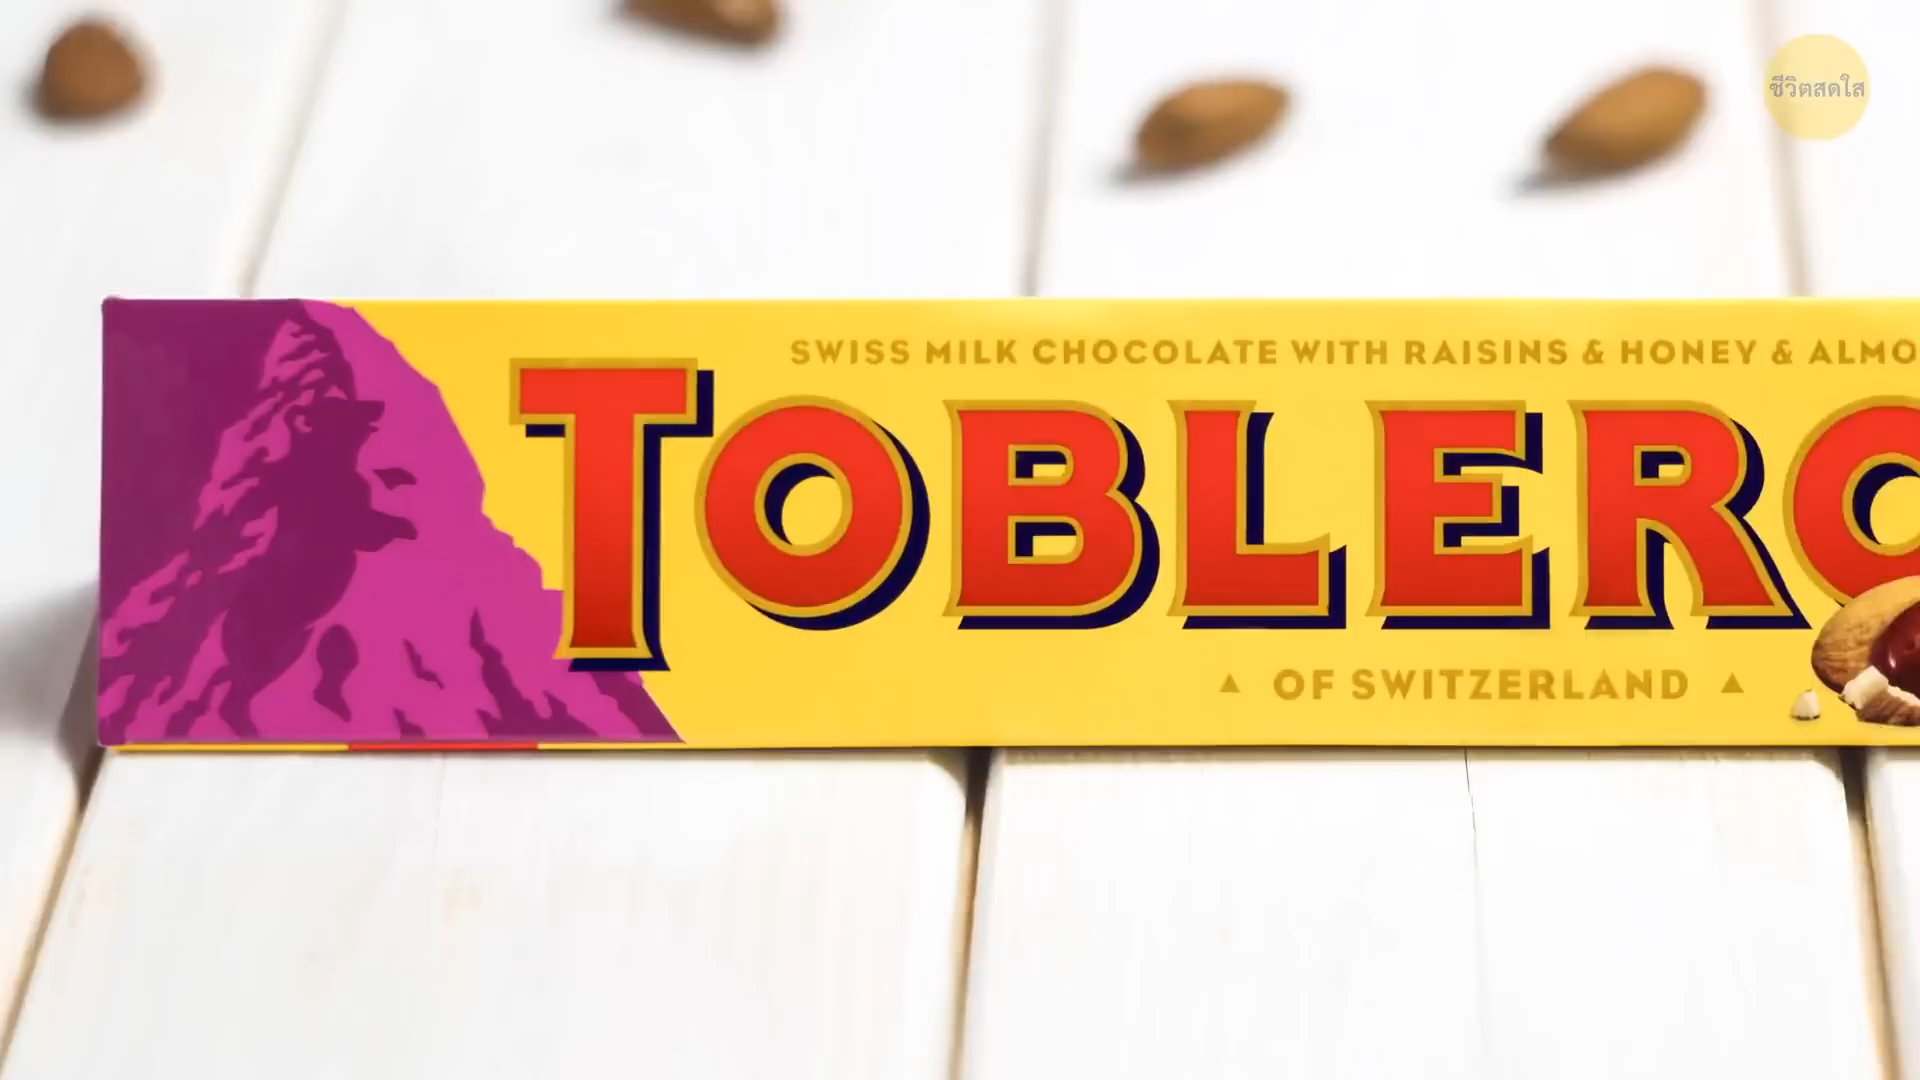 ชีวิตสดใส
SWISS MILK CHOCOLATE WITH RAISINS & HONEY & ALMO
TOBLERO
OF SWITZERLAND